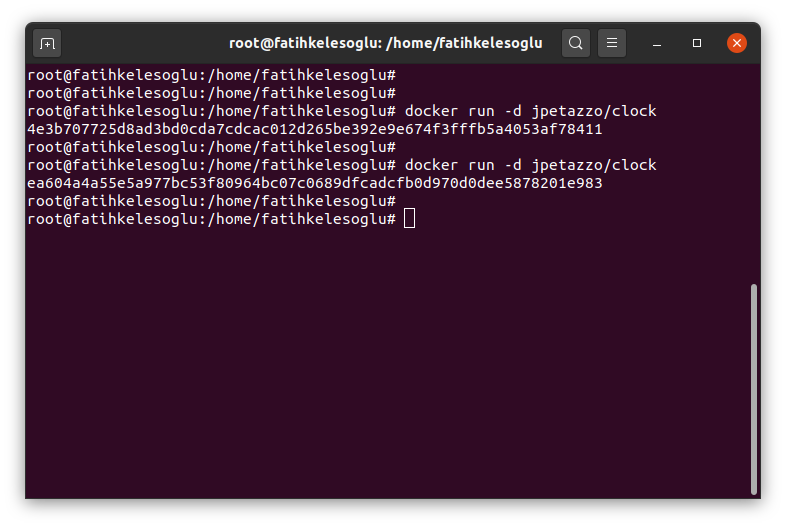 root@fatihkelesoglu: /home/fatihkelesoglu
root@fatihkelesoglu:/home/fatihkelesoglu#
root@fatihkelesoglu:/home/fatihkelesoglu#
root@fatihkelesoglu:/home/fatihkelesoglu# docker run -d jpetazzo/clock
4e3b707725d8ad3bd0cda7cdcac012d265be392e9e674f3fffb5a4053af78411
root@fatihkelesoglu:/home/fatihkelesoglu#
root@fatihkelesoglu:/home/fatihkelesoglu# docker run -d jpetazzo/clock
ea604a4a55e5a977bc53f80964bc07c0689dfcadcfb0d970d0dee5878201e983
root@fatihkelesoglu:/home/fatihkelesoglu#
root@fatihkelesoglu:/home/fatihkelesoglu#